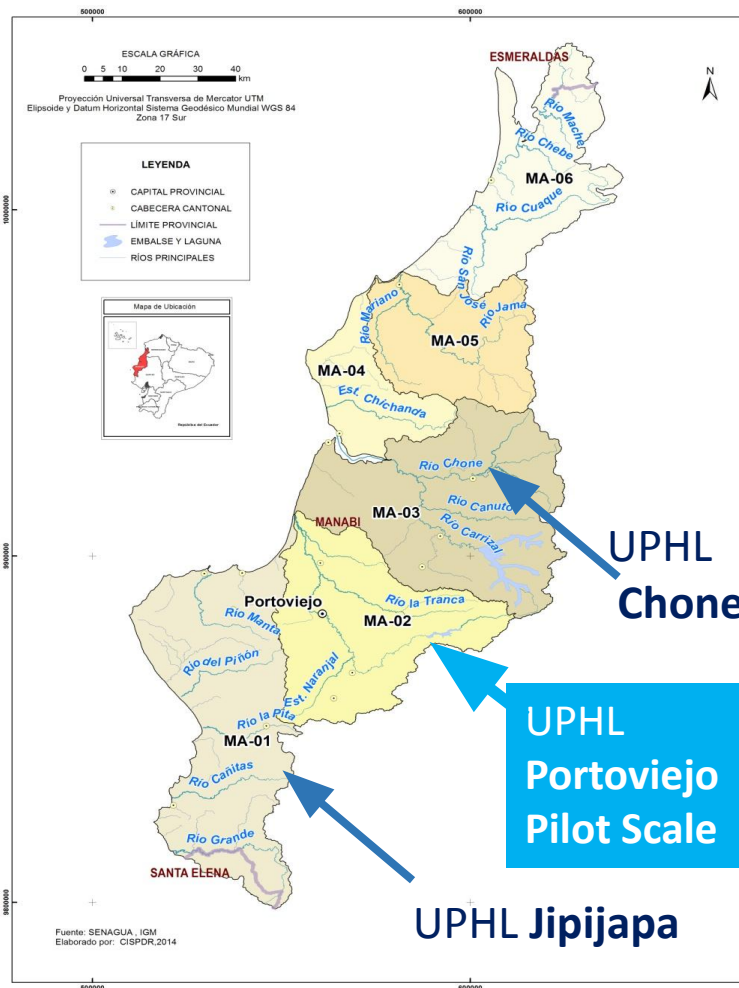 500000
600000
ESCALA GRÁFICA
0 5 10 20 30 40
km
Proyección Universal Transversa de Mercator UTM
Elipsoide y Datum Horizontal Sistema Geodésico Mundial WGS 84
Zona 17 Sur
N
LEYENDA
CAPITAL PROVINCIAL
CABECERA CANTONAL
LÍMITE PROVINCIAL
EMBALSE Y LAGUNA
RÍOS PRINCIPALES
Mapa de Ubicación
República del Ecuador
ESMERALDAS
Río Mache
Río Chebe
MA-06
Río Cuaque
10000000
Río San José
Río Jama
Río Mariano
MA-05
MA-04
Est. Chichanda
Río Chone
Río Canuto
MA-03
MANABI
Río Carrizal
UPHL
Chone
9900000
Portoviejo
Río la Tranca
MA-02
Río Manta
Río del Piñón
Est. Naranjal
Río la Pita
MA-01
UPHL
Portoviejo
Pilot Scale
Río Cañitas
Río Grande
SANTA ELENA
9800000
UPHL Jipijapa
Fuente: SENAGUA , IGM
Elaborado por: CISPDR,2014
500000
600000